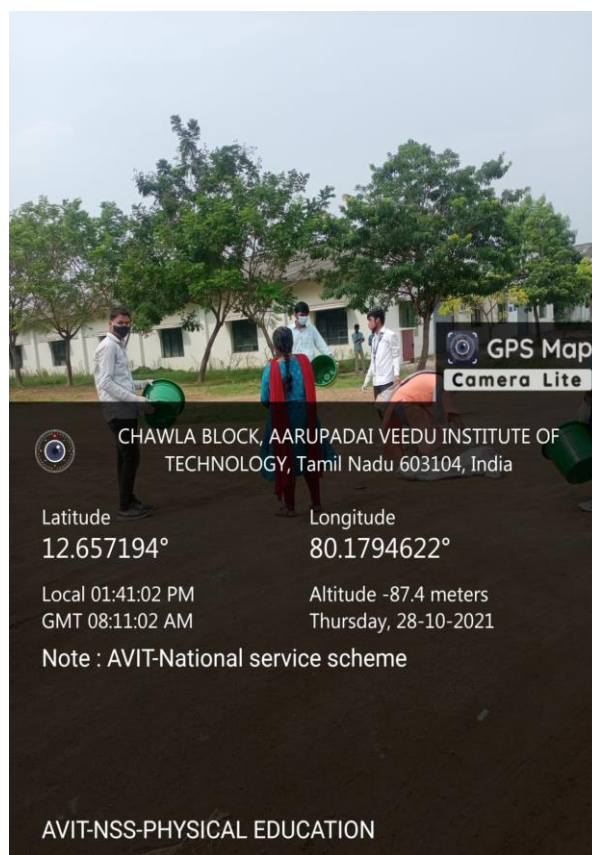 GPS Map
Camera Lite
CHAWLA BLOCK, AARUPADAI VEEDU INSTITUTE OF
TECHNOLOGY, Tamil Nadu 603104, India
Latitude
12.657194°
Longitude
80.1794622°
Local 01:41:02 PM
GMT 08:11:02 AM
Altitude -87.4 meters
Thursday, 28-10-2021
Note : AVIT-National service scheme
AVIT-NSS-PHYSICAL EDUCATION